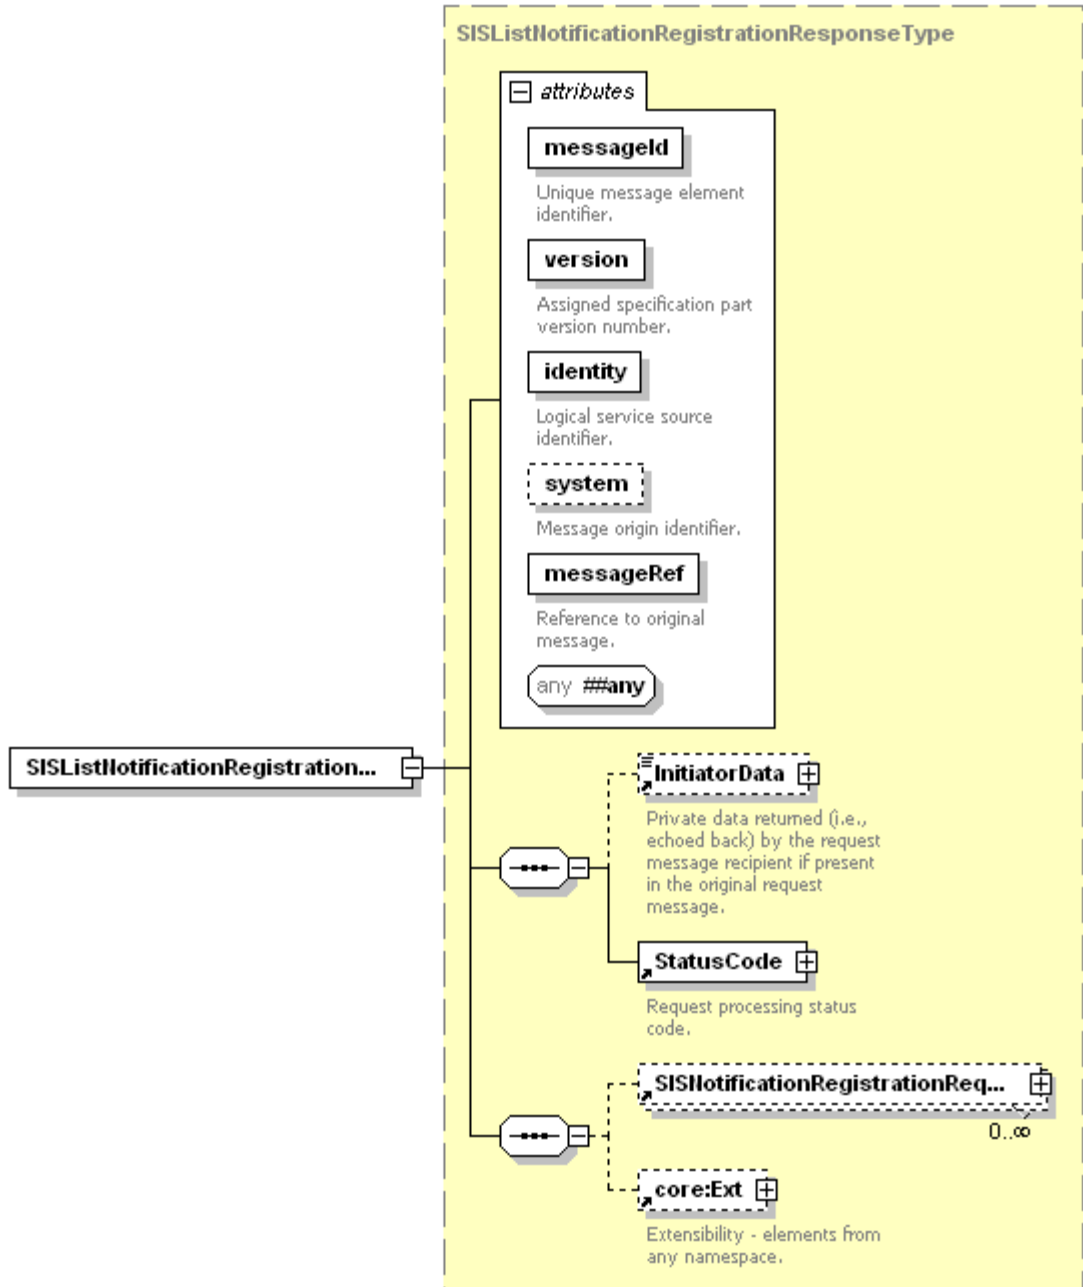 SISListNotificationRegistrationResponseType
attributes
messageId
Unique message element
identifier.
version
Assigned specification part
version number.
identity
Logical service source
identifier.
system
Message origin identifier.
messageRef
Reference to original
message.
any ##any
SISListNotificationRegistration...
InitiatorData
Private data returned (i.e.,
echoed back) by the request
message recipient if present
in the original request
message.
StatusCode
Request processing status
code.
SISNotificationRegistrationReq...
0..∞
core:Ext
Extensibility - elements from
any namespace.